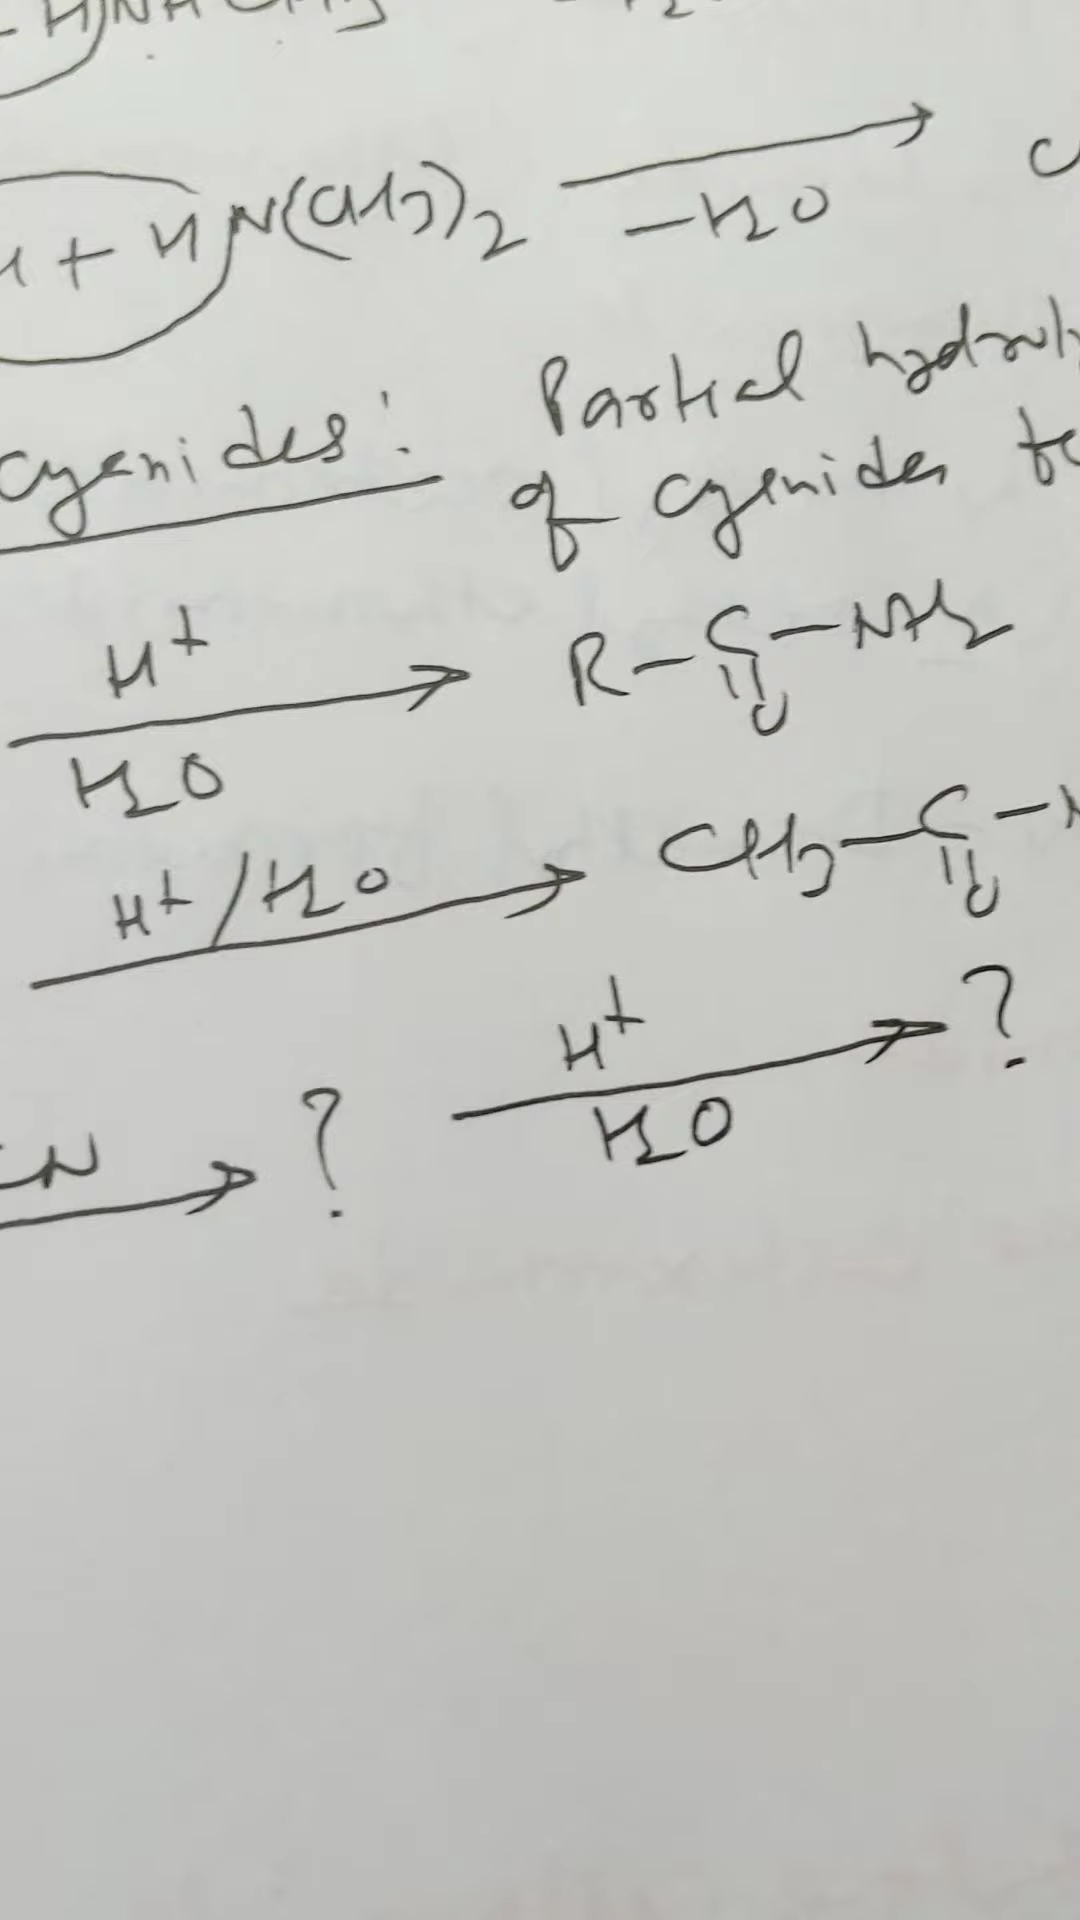 + HN(CH3)2 → -H2O
cyanides: Partial
of cyanides
H+ → R-C-NH2
H2O || O
H+/H2O → CH3-C-
|| O
→ ? H+ → ?
H2O